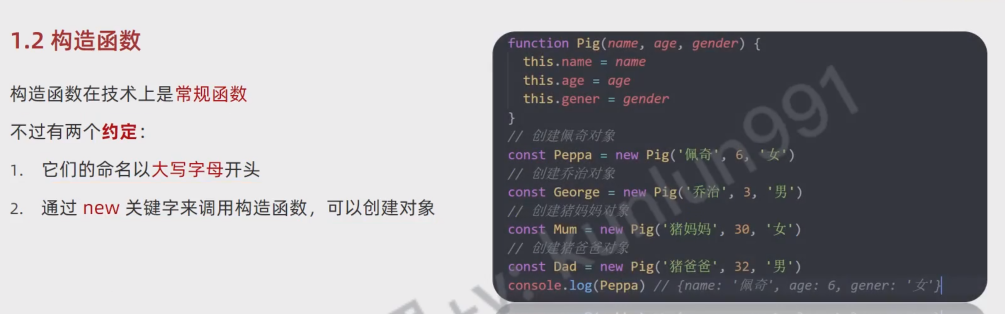 1.2 构造函数
构造函数在技术上是常规函数
不过有两个约定：
1. 它们的命名以大写字母开头
2. 通过 new 关键字来调用构造函数，可以创建对象
function Pig(name, age, gender) {
this.name = name
this.age = age
this.gener = gender
}
// 创建佩奇对象
const Peppa = new Pig('佩奇', 6, '女')
// 创建乔治对象
const George = new Pig('乔治', 3, '男')
// 创建猪妈妈对象
const Mum = new Pig('猪妈妈', 30, '女')
// 创建猪爸爸对象
const Dad = new Pig('猪爸爸', 32, '男')
console.log(Peppa) // {name: '佩奇', age: 6, gener: '女'}
+v: kunlun991